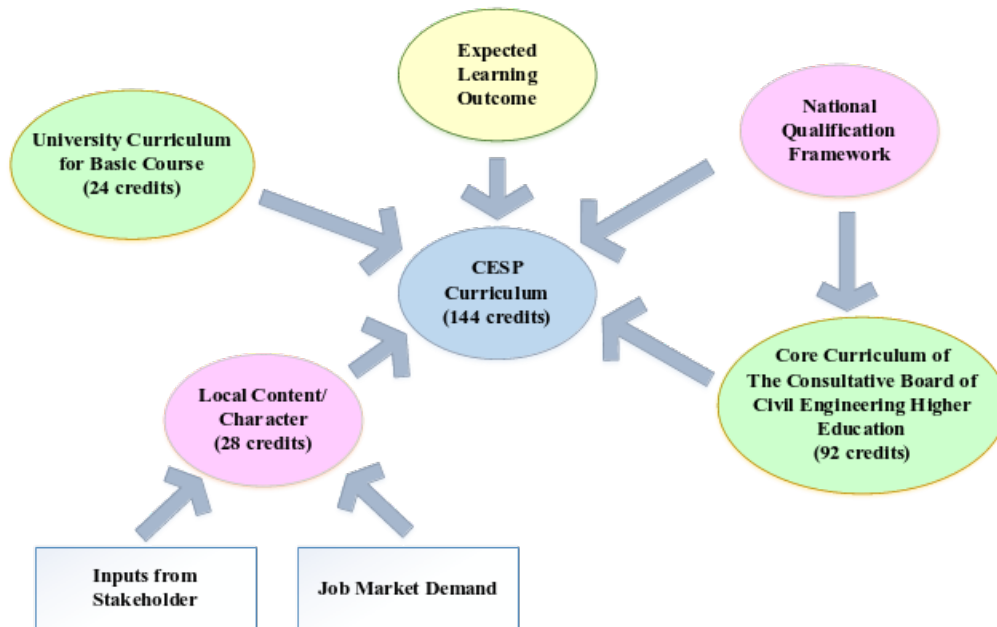 Expected
Learning
Outcome
University Curriculum
for Basic Course
(24 credits)
National
Qualification
Framework
CESP
Curriculum
(144 credits)
Local Content/
Character
(28 credits)
Core Curriculum of
The Consultative Board of
Civil Engineering Higher
Education
(92 credits)
Inputs from
Stakeholder
Job Market Demand